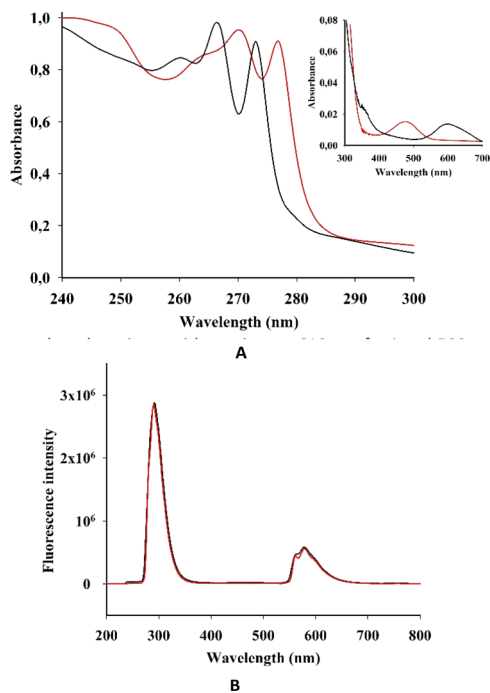 1,0
0,8
0,6
0,4
0,2
0,0
240 250 260 270 280 290 300
Absorbance
Wavelength (nm)
0,08
0,06
0,04
0,02
0,00
300 400 500 600 700
Absorbance
Wavelength (nm)
A
3x10⁶
2x10⁶
10⁶
0
200 300 400 500 600 700 800
Fluorescence intensity
Wavelength (nm)
B